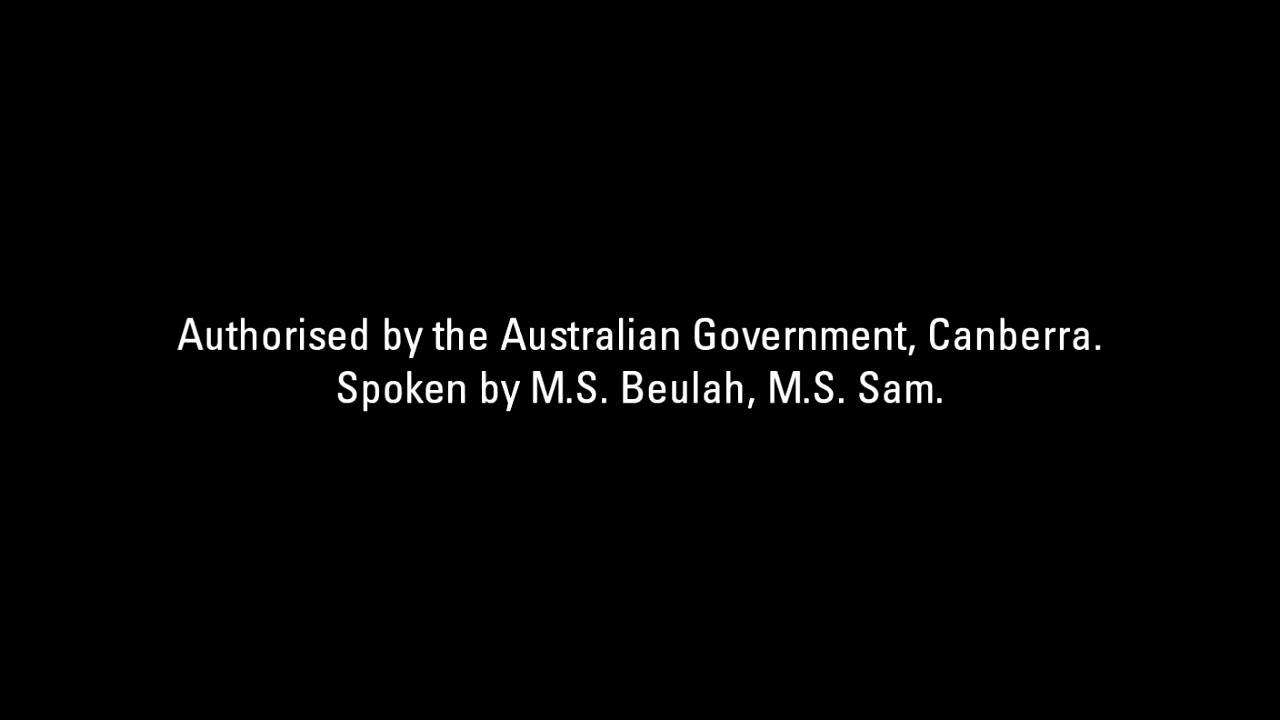 Authorised by the Australian Government, Canberra.
Spoken by M.S. Beulah, M.S. Sam.